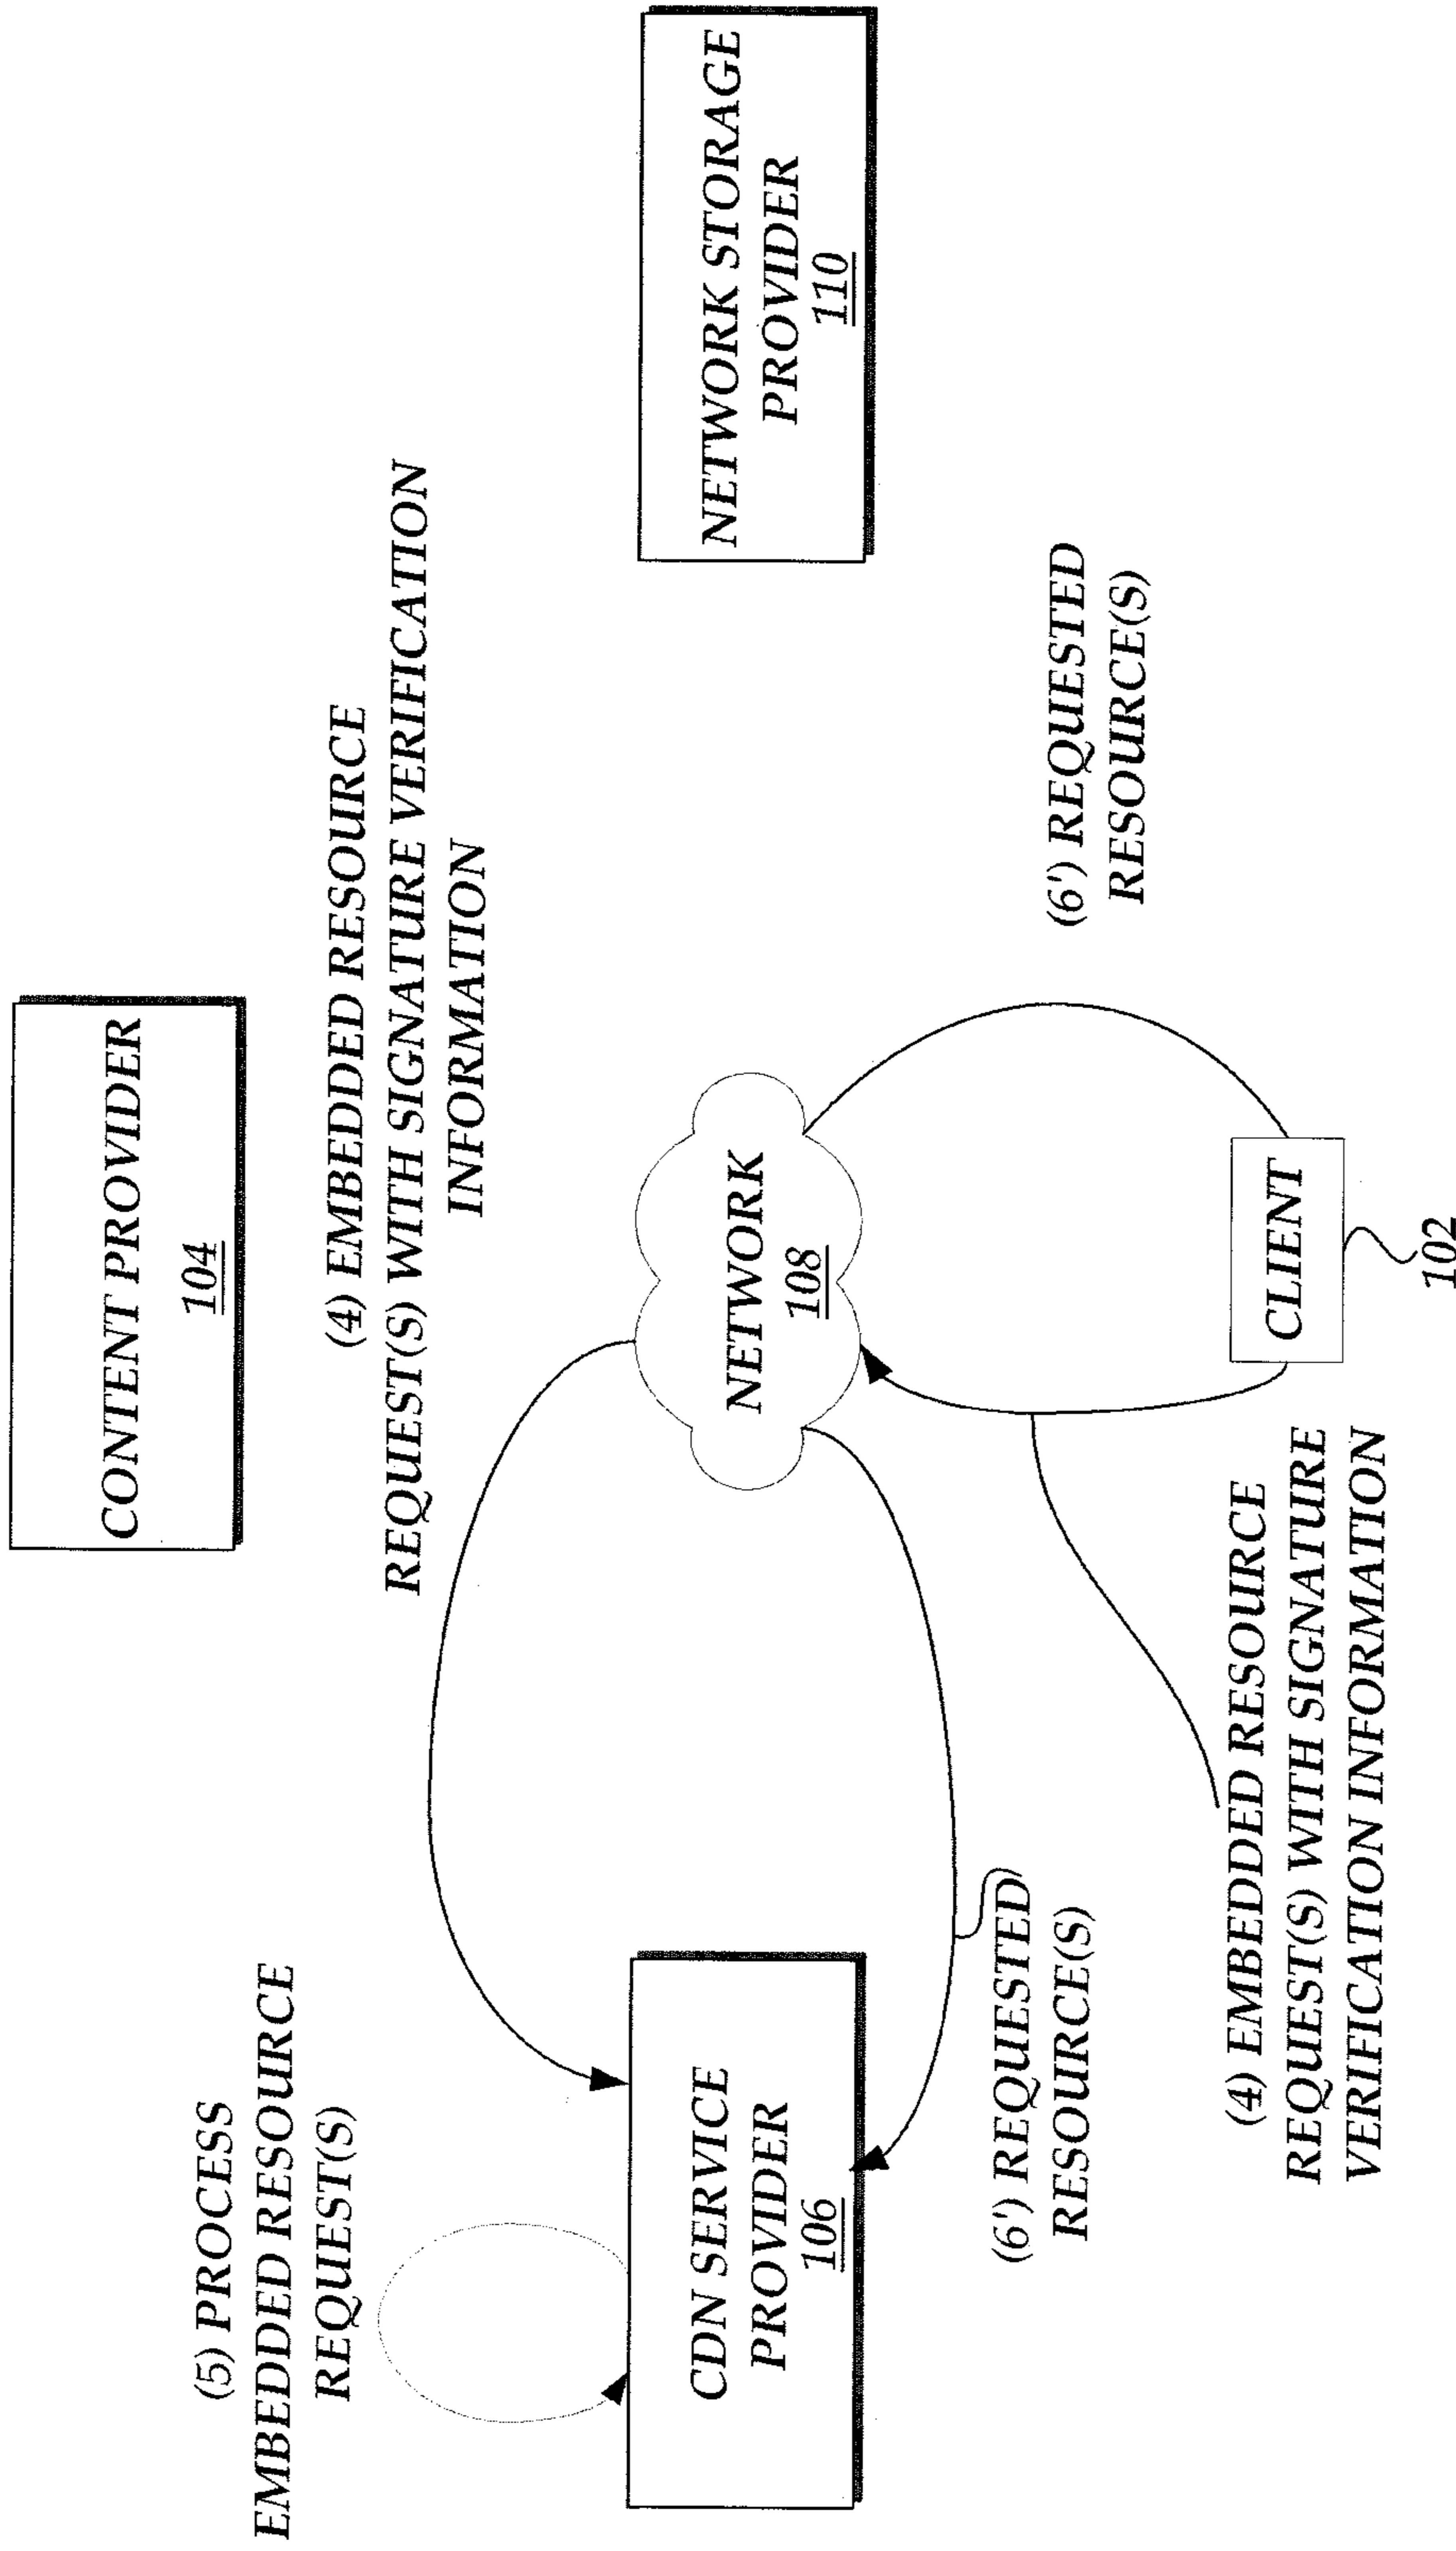 CONTENT PROVIDER
104
(5) PROCESS
EMBEDDED RESOURCE
REQUEST(S)
(4) EMBEDDED RESOURCE
REQUEST(S) WITH SIGNATURE VERIFICATION
INFORMATION
CDN SERVICE
PROVIDER
106
NETWORK
108
NETWORK STORAGE
PROVIDER
110
(6') REQUESTED
RESOURCE(S)
(6') REQUESTED
RESOURCE(S)
(4) EMBEDDED RESOURCE
REQUEST(S) WITH SIGNATURE
VERIFICATION INFORMATION
CLIENT
102